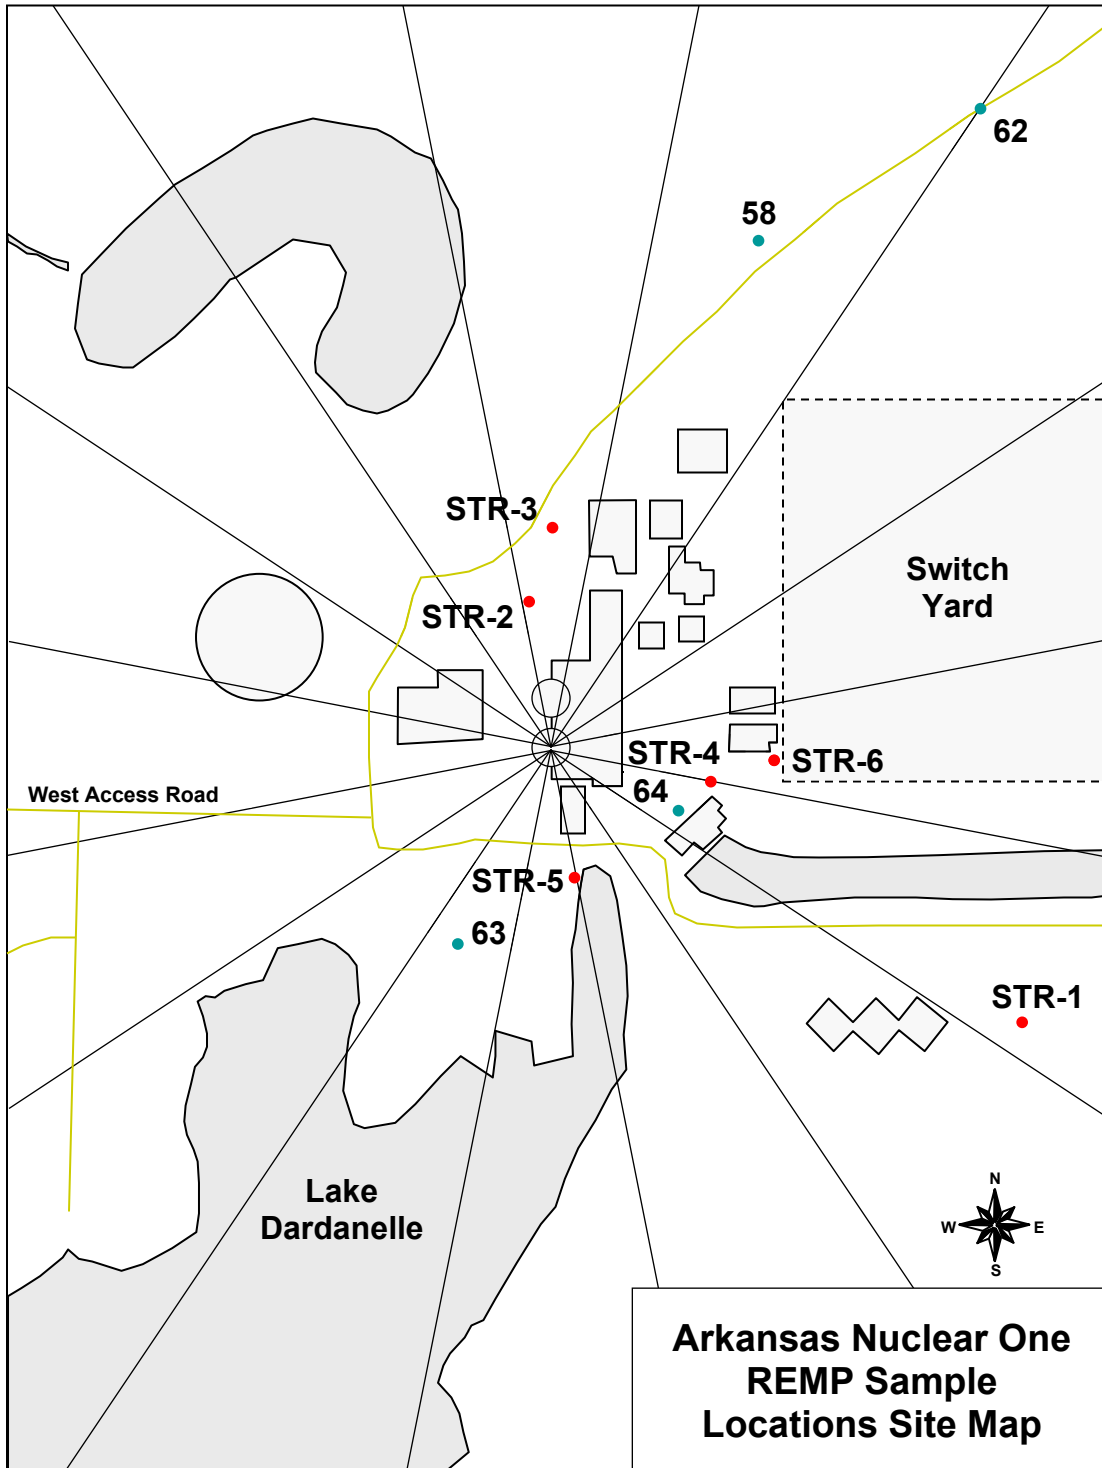 62
58
STR-3
Switch
Yard
STR-2
STR-4
STR-6
64
West Access Road
STR-5
63
STR-1
N
W
E
S
Lake
Dardanelle
Arkansas Nuclear One
REMP Sample
Locations Site Map